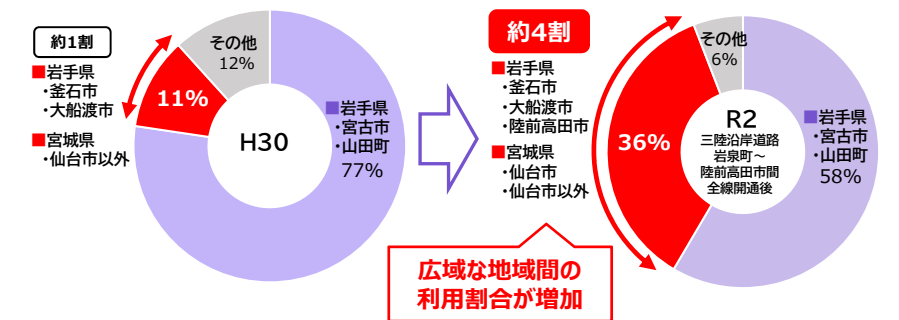 約1割
■岩手県
・釜石市
・大船渡市
■宮城県
・仙台市以外
その他
12%
11%
H30
■岩手県
・宮古市
・山田町
77%
約4割
■岩手県
・釜石市
・大船渡市
・陸前高田市
■宮城県
・仙台市
・仙台市以外
その他
6%
36%
R2
三陸沿岸道路
岩泉町～
陸前高田市間
全線開通後
■岩手県
・宮古市
・山田町
58%
広域な地域間の
利用割合が増加